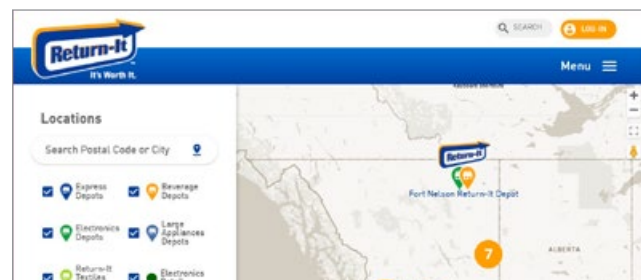 SEARCH
LOG-IN
Return-It
It's Worth It.
Menu
Locations
Search Postal Code or City
Express
Depots
Beverage
Depots
Electronics
Depots
Large
Appliances
Depots
Return-It
Textiles
Electronics
Return-It
Fort Nelson Return-It Depot
7
ALBERTA